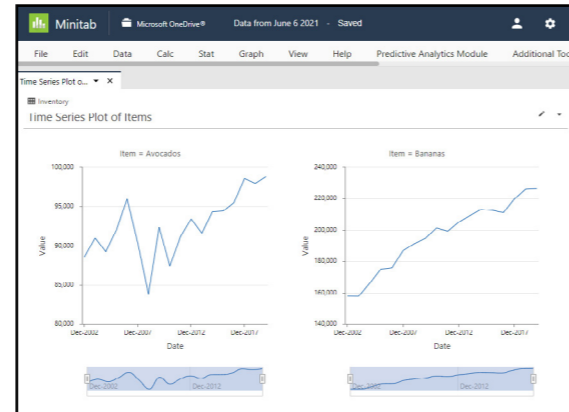 Minitab Microsoft OneDrive® Data from June 6 2021 - Saved
File Edit Data Calc Stat Graph View Help Predictive Analytics Module Additional Too
Time Series Plot o...
Inventory
Time Series Plot of Items
Item = Avocados
100,000
95,000
90,000
85,000
80,000
Value
Dec-2002 Dec-2007 Dec-2012 Dec-2017
Date
Dec-2002 Dec-2012
Item = Bananas
240,000
220,000
200,000
180,000
160,000
140,000
Value
Dec-2002 Dec-2007 Dec-2012 Dec-2017
Date
Dec-2002 Dec-2012